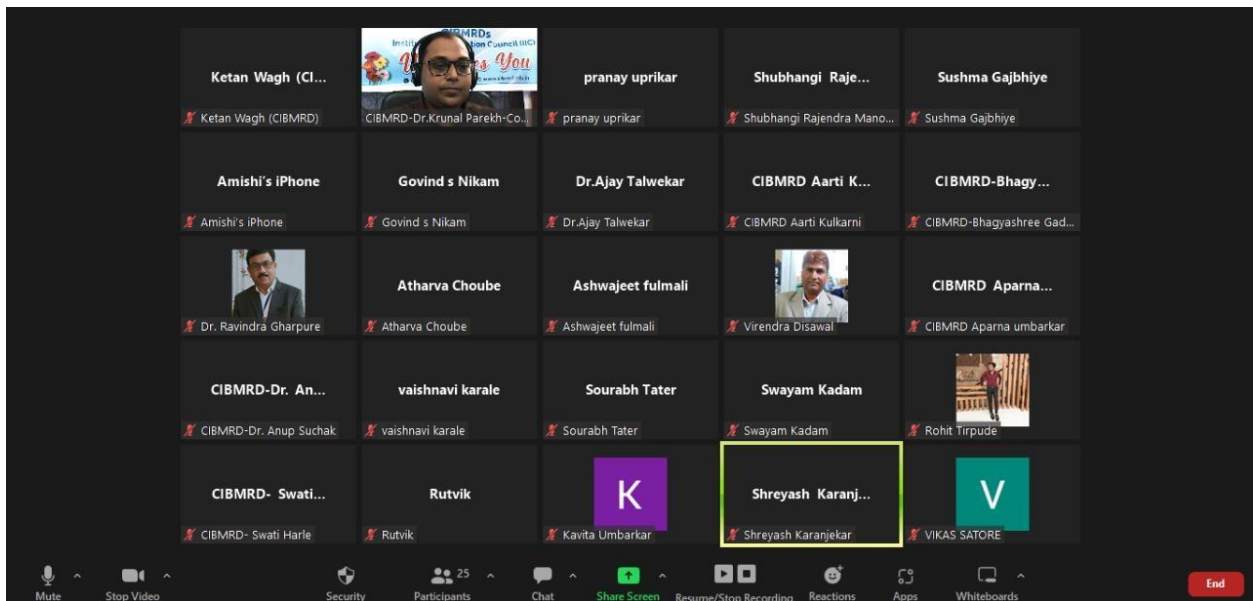 CIBMRDs
You
Ketan Wagh (CI...
pranay uprikar
Shubhangi Raje...
Sushma Gajbhiye
Ketan Wagh (CIBMRD)
CIBMRD-Dr.Krunal Parekh-Co...
pranay uprikar
Shubhangi Rajendra Mano...
Sushma Gajbhiye
Amishi's iPhone
Govind s Nikam
Dr.Ajay Talwekar
CIBMRD Aarti K...
CIBMRD-Bhagy...
Amishi's iPhone
Govind s Nikam
Dr.Ajay Talwekar
CIBMRD Aarti Kulkarni
CIBMRD-Bhagyashree Gad...
Atharva Choube
Ashwajeet fulmali
CIBMRD Aparna...
Dr. Ravindra Gharpure
Atharva Choube
Ashwajeet fulmali
Virendra Disawal
CIBMRD Aparna umbarkar
CIBMRD-Dr. An...
vaishnavi karale
Sourabh Tater
Swayam Kadam
CIBMRD-Dr. Anup Suchak
vaishnavi karale
Sourabh Tater
Swayam Kadam
Rohit Tirpude
CIBMRD- Swati...
Rutvik
K
Shreyash Karanj...
V
CIBMRD- Swati Harle
Rutvik
Kavita Umbarkar
Shreyash Karanjekar
VIKAS SATORE
25
Mute
Stop Video
Security
Participants
Chat
Share Screen
Resume/Stop Recording
Reactions
Apps
Whiteboards
End